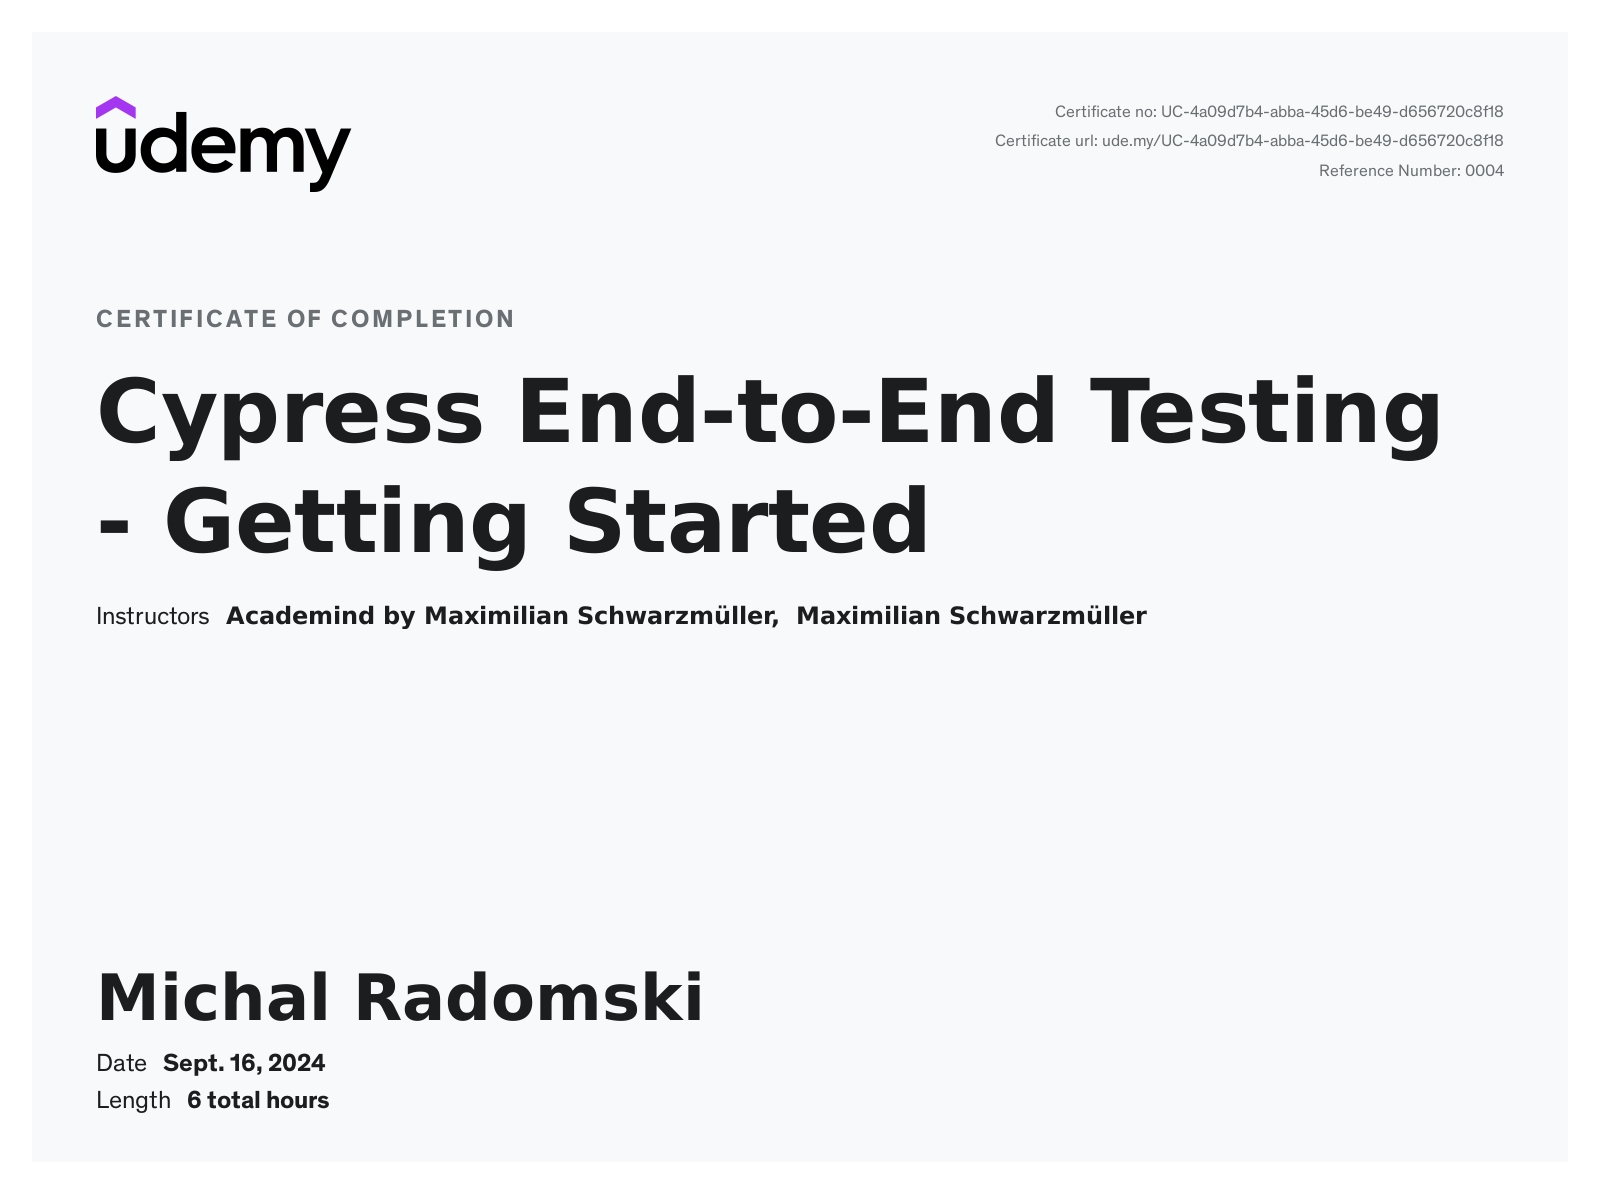 udemy
Certificate no: UC-4a09d7b4-abba-45d6-be49-d656720c8f18
Certificate url: ude.my/UC-4a09d7b4-abba-45d6-be49-d656720c8f18
Reference Number: 0004
CERTIFICATE OF COMPLETION
Cypress End-to-End Testing
- Getting Started
Instructors Academind by Maximilian Schwarzmüller, Maximilian Schwarzmüller
Michal Radomski
Date Sept. 16, 2024
Length 6 total hours